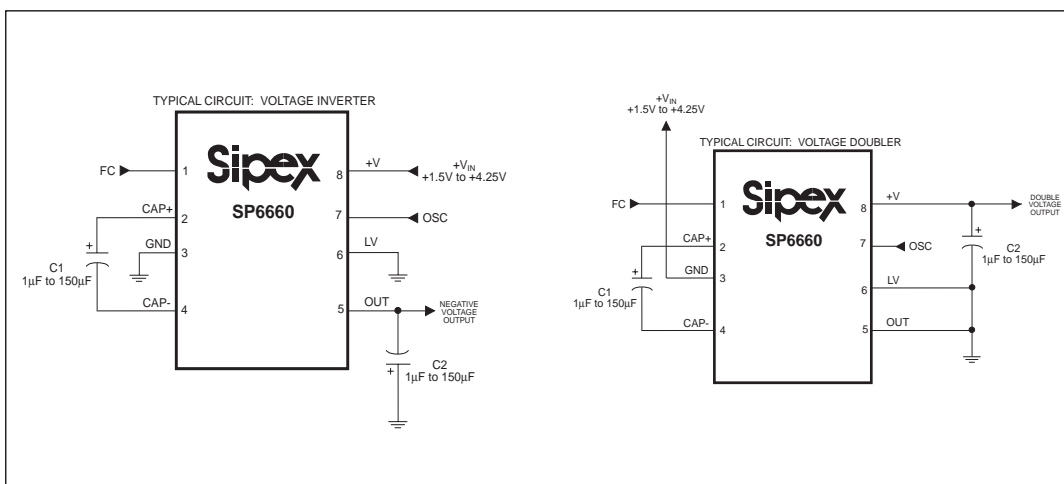 TYPICAL CIRCUIT: VOLTAGE INVERTER
Sipex
SP6660
FC
1
CAP+
2
GND
3
C1
1µF to 150µF
CAP-
4
+V
8
+VIN
+1.5V to +4.25V
7
OSC
6
LV
5
OUT
NEGATIVE
VOLTAGE
OUTPUT
C2
+
1µF to 150µF
+
+VIN
+1.5V to +4.25V
TYPICAL CIRCUIT: VOLTAGE DOUBLER
Sipex
SP6660
FC
1
CAP+
2
+
GND
3
C1
1µF to 150µF
CAP-
4
+V
8
DOUBLE
VOLTAGE
OUTPUT
+
7
OSC
C2
1µF to 150µF
LV
6
OUT
5